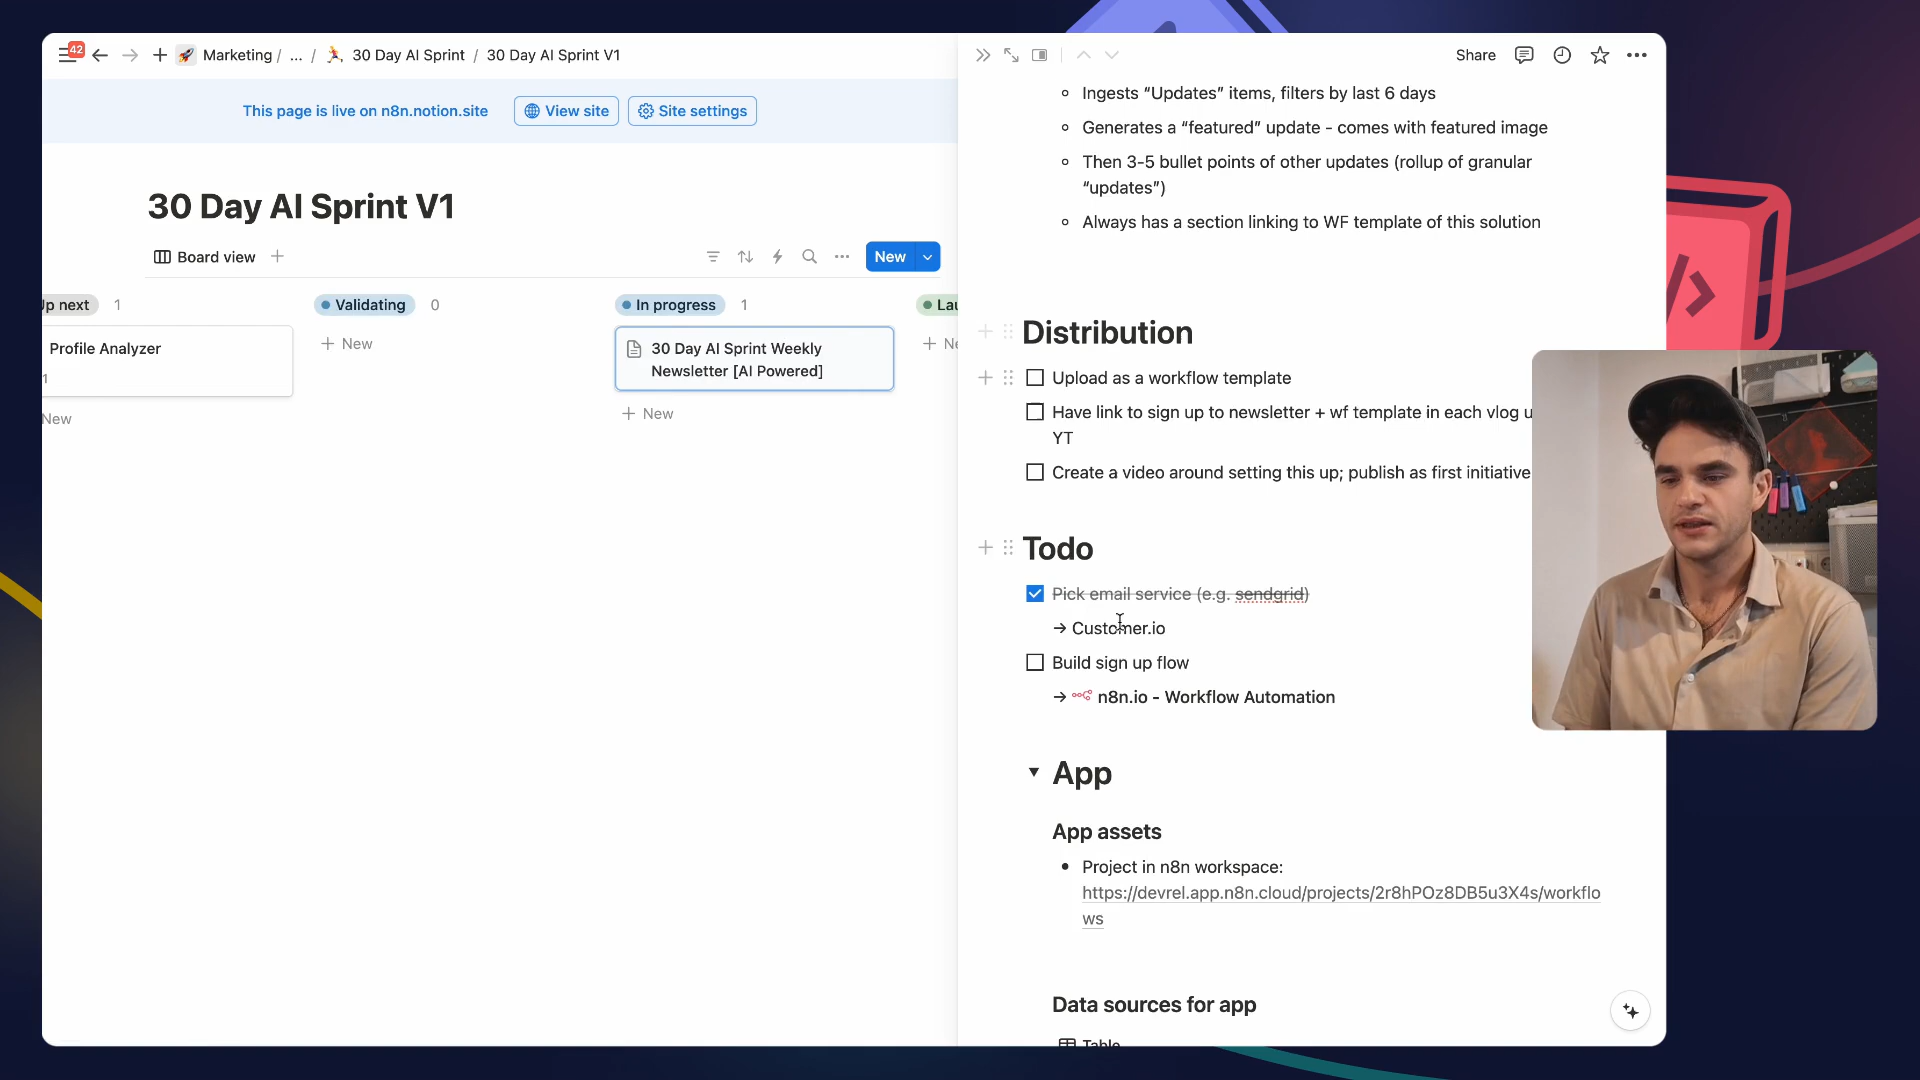 42
Marketing / ... / 30 Day AI Sprint / 30 Day AI Sprint V1
This page is live on n8n.notion.site
View site
Site settings
30 Day AI Sprint V1
Board view
New
Up next 1
Profile Analyzer
1
New
Validating 0
New
In progress 1
30 Day AI Sprint Weekly
Newsletter [AI Powered]
New
Lau
Ne
Share
Ingests “Updates” items, filters by last 6 days
Generates a “featured” update - comes with featured image
Then 3-5 bullet points of other updates (rollup of granular
“updates”)
Always has a section linking to WF template of this solution
Distribution
Upload as a workflow template
Have link to sign up to newsletter + wf template in each vlog u
YT
Create a video around setting this up; publish as first initiative
Todo
Pick email service (e.g. sendgrid)
→ Customer.io
Build sign up flow
→ n8n.io - Workflow Automation
App
App assets
Project in n8n workspace:
https://devrel.app.n8n.cloud/projects/2r8hPOz8DB5u3X4s/workflo
ws
Data sources for app
Table